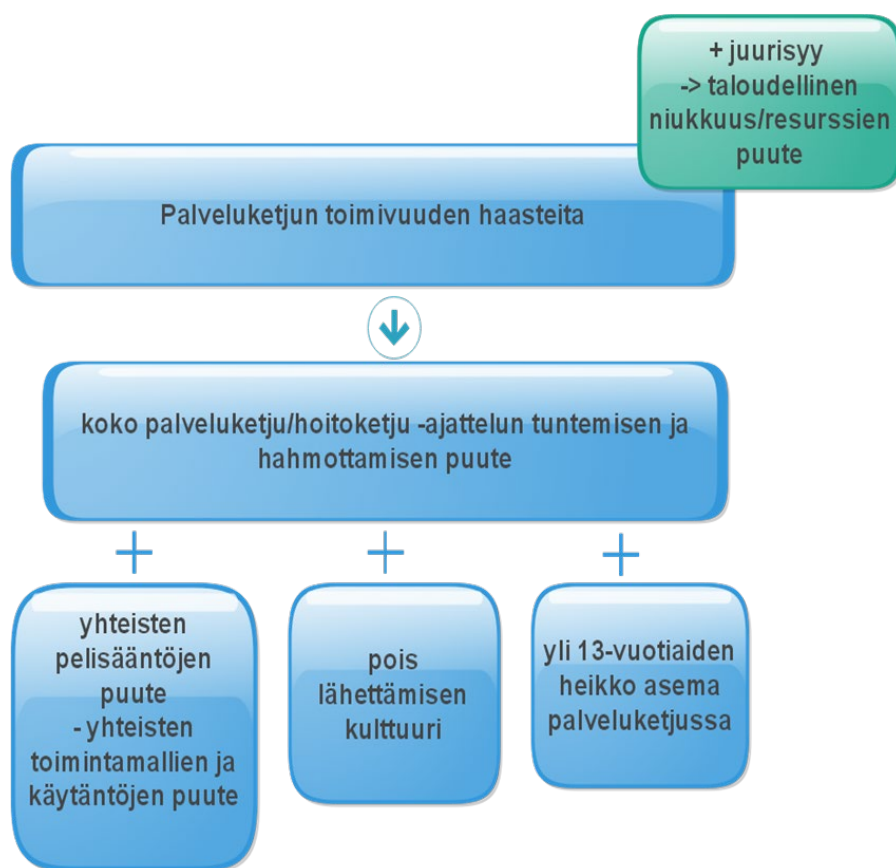 + juurisyy
-> taloudellinen
niukkuus/resurssien
puute
Palveluketjun toimivuuden haasteita
koko palveluketju/hoitoketju -ajattelun tuntemisen ja
hahmottamisen puute
yhteisten
pelisääntöjen
puute
- yhteisten
toimintamallien ja
käytäntöjen puute
pois
lähettämisen
kulttuuri
yli 13-vuotiaiden
heikko asema
palveluketjussa